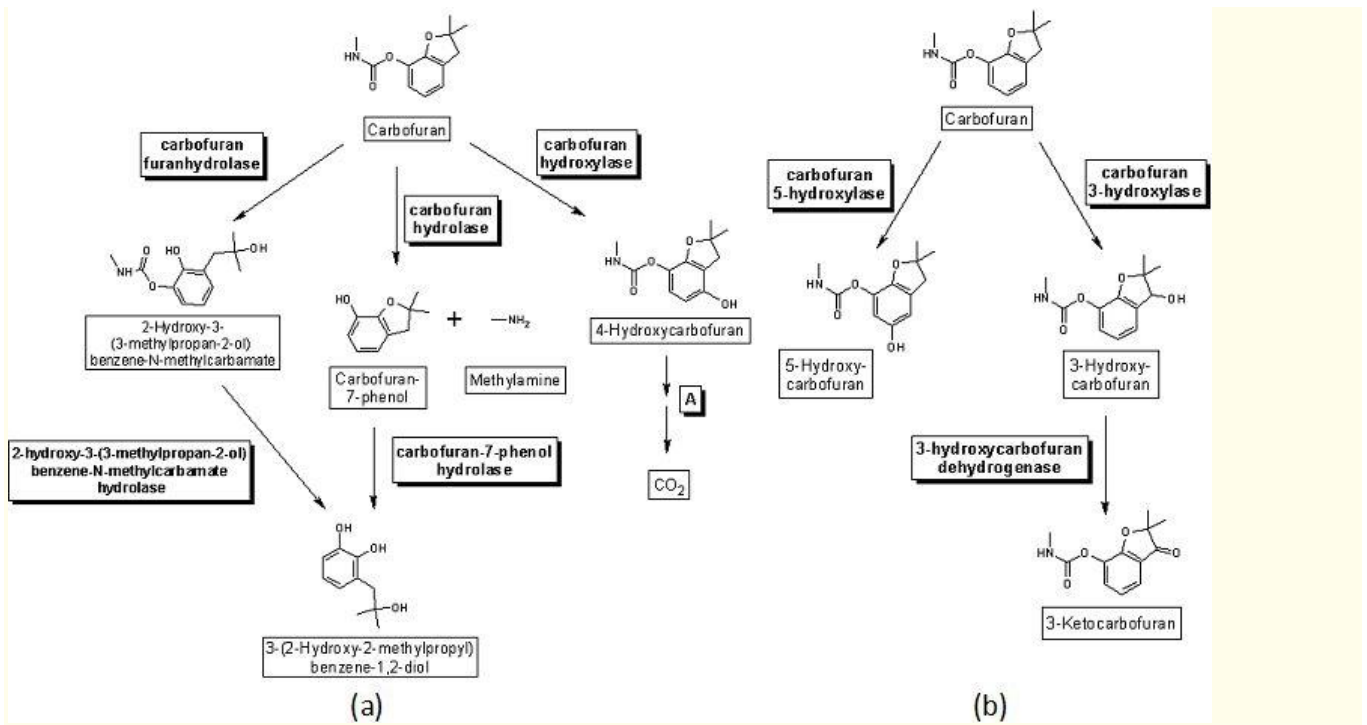 Carbofuran
carbofuran
furanhydrolase
carbofuran
hydrolase
carbofuran
hydroxylase
HN
O
O
O
O
NH
O
HO
OH
2-Hydroxy-3-
(3-methylpropan-2-ol)
benzene-N-methylcarbamate
HO
O
+
NH2
Carbofuran-
7-phenol
Methylamine
HN
O
O
O
OH
4-Hydroxycarbofuran
A
CO2
2-hydroxy-3-(3-methylpropan-2-ol)
benzene-N-methylcarbamate
hydrolase
carbofuran-7-phenol
hydrolase
OH
OH
OH
3-(2-Hydroxy-2-methylpropyl)
benzene-1,2-diol
(a)
HN
O
O
O
Carbofuran
carbofuran
5-hydroxylase
carbofuran
3-hydroxylase
HN
O
O
O
OH
5-Hydroxy-
carbofuran
HN
O
O
O
OH
3-Hydroxy-
carbofuran
3-hydroxycarbofuran
dehydrogenase
HN
O
O
O
O
3-Ketocarbofuran
(b)